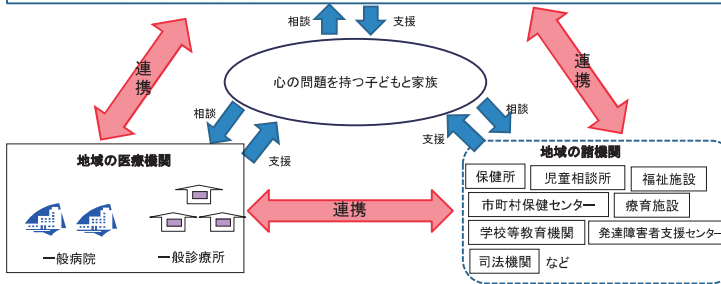 相談
支援
連携
連携
心の問題を持つ子どもと家族
相談
相談
支援
支援
地域の医療機関
地域の諸機関
保健所
児童相談所
福祉施設
市町村保健センター
療育施設
連携
学校等教育機関
発達障害者支援センター
一般病院
一般診療所
司法機関 など